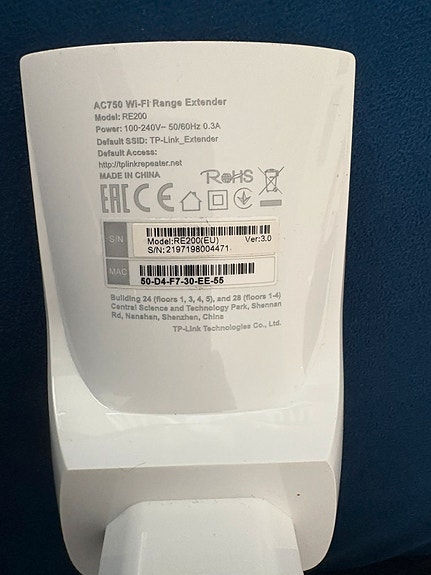 AC750 Wi-Fi Range Extender
Model: RE200
Power: 100-240V~ 50/60Hz 0.3A
Default SSID: TP-Link_Extender
Default Access:
http://tplinkrepeater.net
MADE IN CHINA
RoHS
EAC CE
S/N
Model:RE200(EU) Ver:3.0
S/N:2197198004471
MAC
50-D4-F7-30-EE-55
Building 24 (floors 1, 3, 4, 5), and 28 (floors 1-4)
Central Science and Technology Park, Shennan
Rd, Nanshan, Shenzhen, China
TP-Link Technologies Co., Ltd.